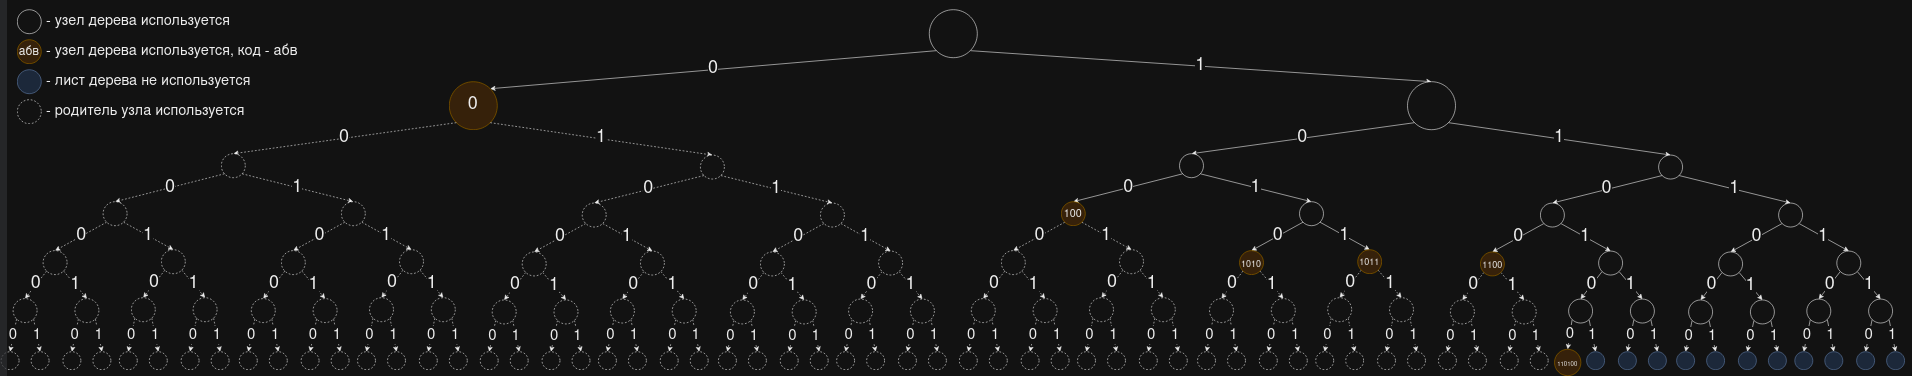 - узел дерева используется
абв - узел дерева используется, код - абв
- лист дерева не используется
- родитель узла используется
0 1
0
0 1 0 1
0 1 0 1 0 1 0 1
100
0 1 0 1 0 1 0 1 0 1 0 1 0 1 0 1
1010 1011 1100
0 1 0 1 0 1 0 1 0 1 0 1 0 1 0 1 0 1 0 1 0 1 0 1 0 1 0 1 0 1 0 1
0 1 0 1 0 1 0 1 0 1 0 1 0 1 0 1 0 1 0 1 0 1 0 1 0 1 0 1 0 1 0 1 0 1 0 1 0 1 0 1 0 1 0 1 0 1 0 1 0 1 0 1 0 1 0 1 0 1 0 1 0 1 0 1
110100